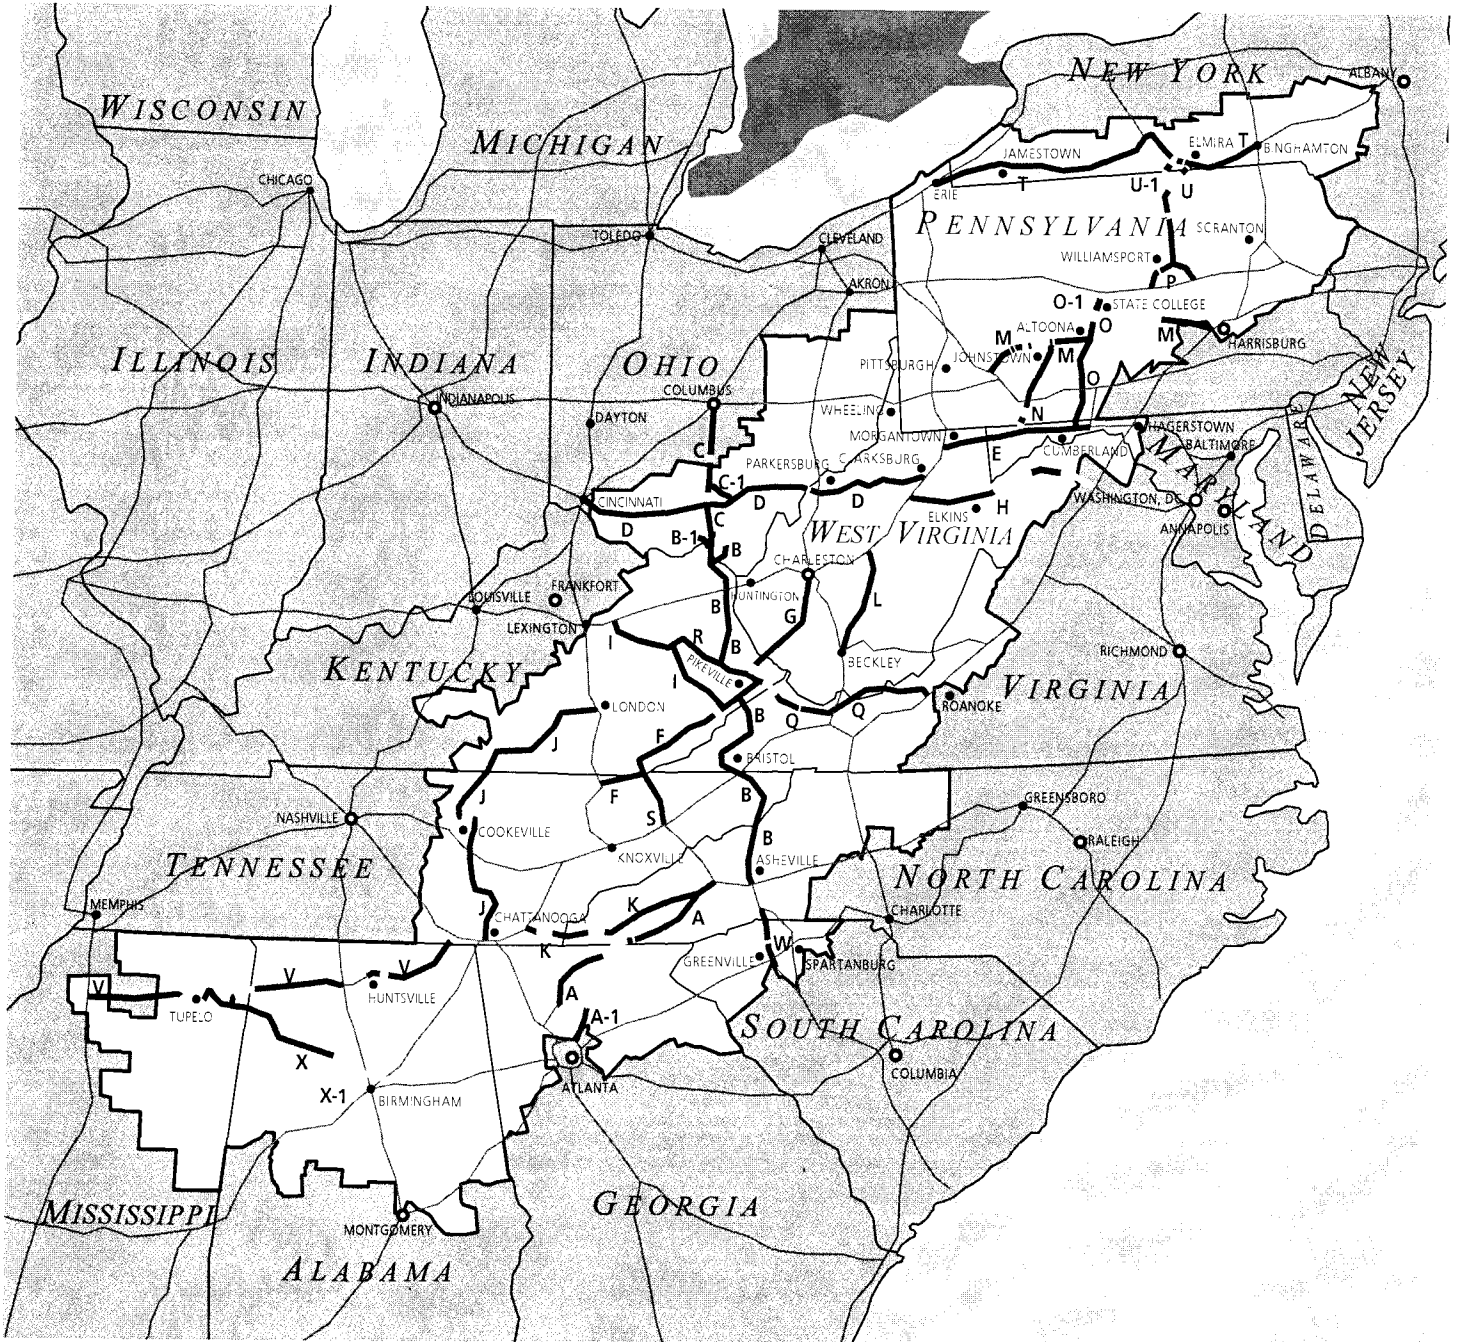 NEW YORK
ALBANY
WISCONSIN
MICHIGAN
ELMIRA
T
BINGHAMTON
JAMESTOWN
CHICAGO
T
U-1
U
ERIE
PENNSYLVANIA
SCRANTON
TOLEDO
CLEVELAND
WILLIAMSPORT
P
AKRON
O-1
STATE COLLEGE
ALTOONA
O
M
M
HARRISBURG
ILLINOIS
INDIANA
OHIO
PITTSBURGH
JOHNSTOWN
M
NEW JERSEY
COLUMBUS
O
INDIANAPOLIS
DAYTON
WHEELING
N
HAGERSTOWN
MORGANTOWN
E
CUMBERLAND
BALTIMORE
MARYLAND
DELAWARE
C
PARKERSBURG
CLARKSBURG
C-1
D
D
CINCINNATI
D
H
WASHINGTON, DC
ELKINS
ANNAPOLIS
C
WEST VIRGINIA
B-1
B
CHARLESTON
FRANKFORT
HUNTINGTON
LOUISVILLE
B
G
L
LEXINGTON
I
R
B
RICHMOND
PIKEVILLE
BECKLEY
KENTUCKY
I
VIRGINIA
LONDON
B
Q
Q
ROANOKE
J
F
BRISTOL
J
F
B
GREENSBORO
NASHVILLE
S
COOKEVILLE
B
RALEIGH
KNOXVILLE
ASHEVILLE
TENNESSEE
NORTH CAROLINA
MEMPHIS
J
CHATTANOOGA
K
A
CHARLOTTE
K
W
GREENVILLE
SPARTANBURG
V
V
V
HUNTSVILLE
A
TUPELO
A-1
SOUTH CAROLINA
X
COLUMBIA
ATLANTA
X-1
BIRMINGHAM
MISSISSIPPI
GEORGIA
MONTGOMERY
ALABAMA